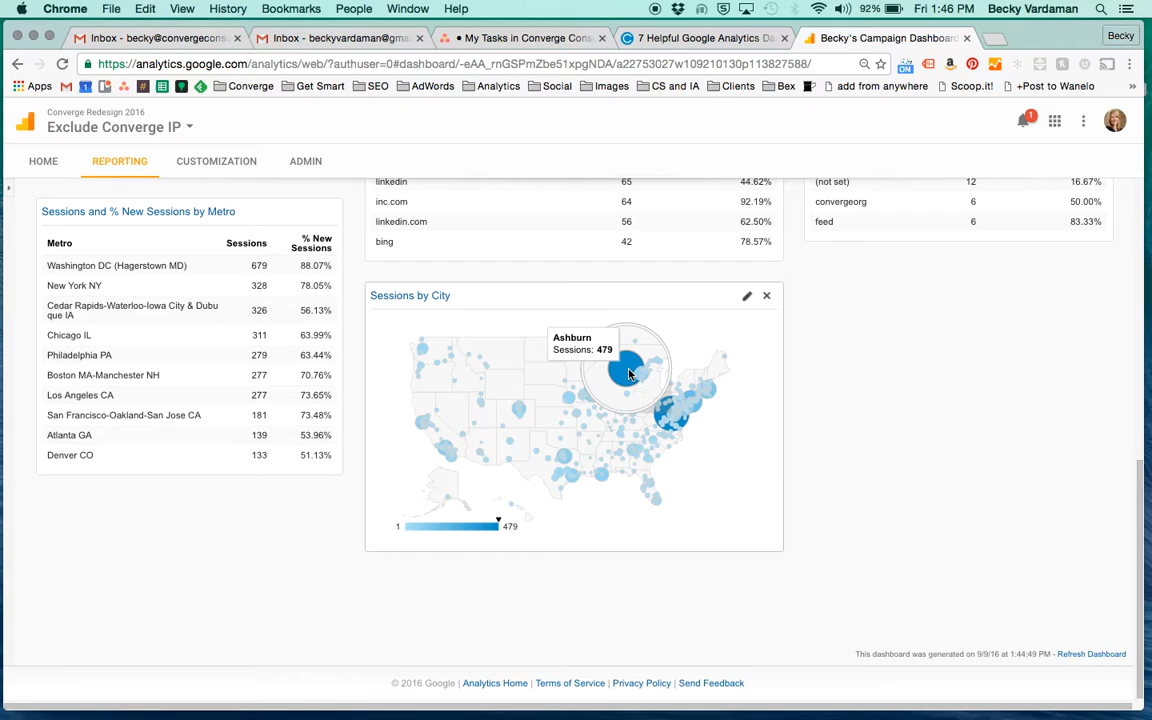 Chrome File Edit View History Bookmarks People Window Help 92% Fri 1:46 PM Becky Vardaman
Inbox - becky@convergecons × Inbox - beckyvardaman@gma × • My Tasks in Converge Cons × 7 Helpful Google Analytics Da × Becky's Campaign Dashboard × Becky
https://analytics.google.com/analytics/web/?authuser=0#dashboard/-eAA_rnGSPmZbe51xpgNDA/a22753027w109210130p113827588/
Apps Converge Get Smart SEO AdWords Analytics Social Images CS and IA Clients Bex add from anywhere Scoop.it! +Post to Wanelo »
Converge Redesign 2016
Exclude Converge IP
1
HOME REPORTING CUSTOMIZATION ADMIN
linkedin 65 44.62%
inc.com 64 92.19%
linkedin.com 56 62.50%
bing 42 78.57%
(not set) 12 16.67%
convergeorg 6 50.00%
feed 6 83.33%
Sessions and % New Sessions by Metro
Metro Sessions % New
Sessions
Washington DC (Hagerstown MD) 679 88.07%
New York NY 328 78.05%
Cedar Rapids-Waterloo-Iowa City & Dubu
que IA 326 56.13%
Chicago IL 311 63.99%
Philadelphia PA 279 63.44%
Boston MA-Manchester NH 277 70.76%
Los Angeles CA 277 73.65%
San Francisco-Oakland-San Jose CA 181 73.48%
Atlanta GA 139 53.96%
Denver CO 133 51.13%
Sessions by City
Ashburn
Sessions: 479
1 479
This dashboard was generated on 9/9/16 at 1:44:49 PM - Refresh Dashboard
© 2016 Google | Analytics Home | Terms of Service | Privacy Policy | Send Feedback